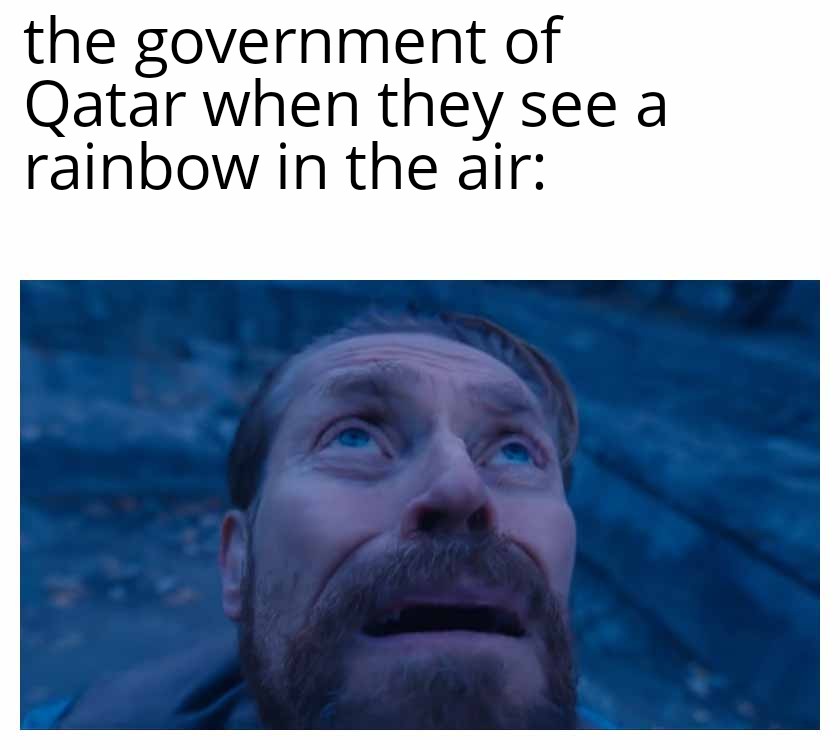 the government of
Qatar when they see a
rainbow in the air: